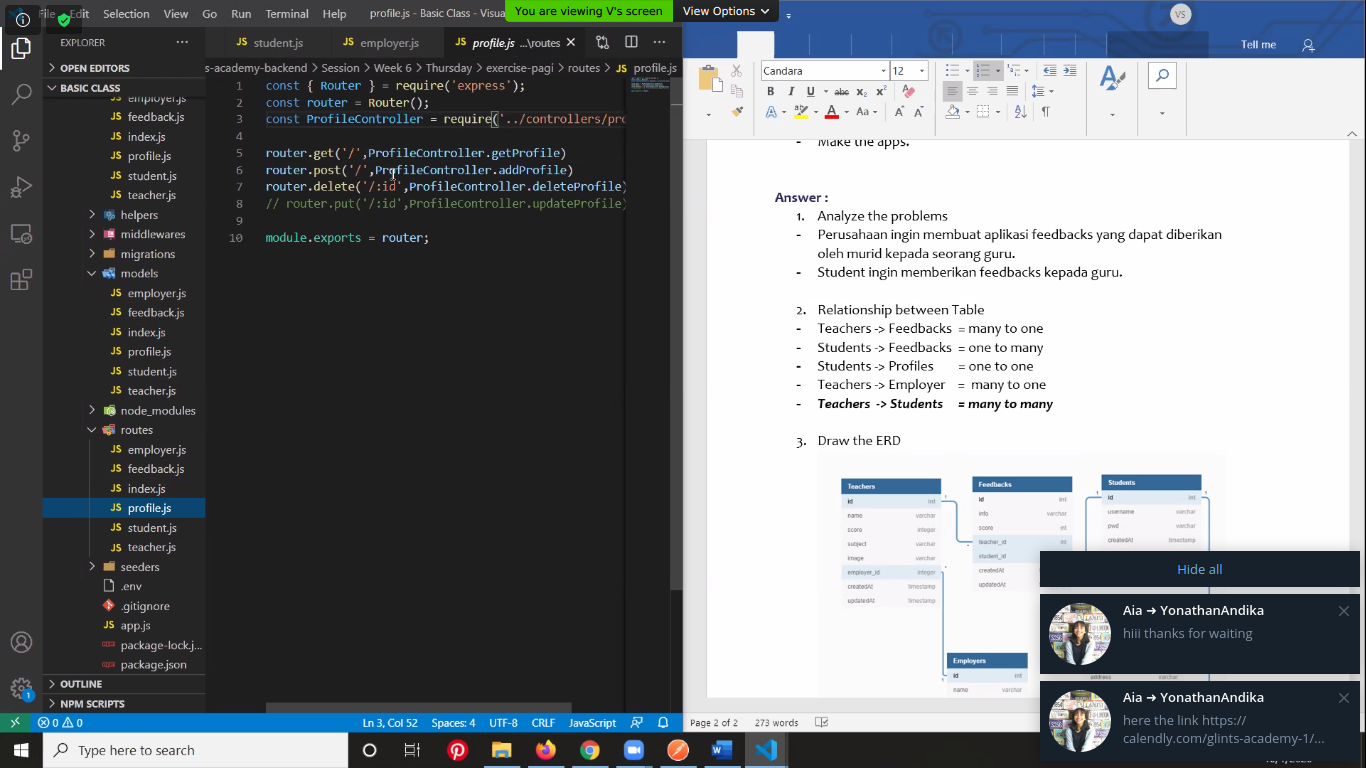 File Edit Selection View Go Run Terminal Help profile.js - Basic Class - Visua
You are viewing V's screen View Options
VS
EXPLORER
student.js
employer.js
profile.js ...\routes
OPEN EDITORS
BASIC CLASS
employer.js
feedback.js
index.js
profile.js
student.js
teacher.js
helpers
middlewares
migrations
models
employer.js
feedback.js
index.js
profile.js
student.js
teacher.js
node_modules
routes
employer.js
feedback.js
index.js
profile.js
student.js
teacher.js
seeders
.env
.gitignore
app.js
package-lock.j...
package.json
OUTLINE
NPM SCRIPTS
s-academy-backend > Session > Week 6 > Thursday > exercise-pagi > routes > JS profile.js
1 const { Router } = require('express');
2 const router = Router();
3 const ProfileController = require('../controllers/pro
4
5 router.get('/',ProfileController.getProfile)
6 router.post('/',ProfileController.addProfile)
7 router.delete('/:id',ProfileController.deleteProfile)
8 // router.put('/:id',ProfileController.updateProfile)
9
10 module.exports = router;
0 0 Ln 3, Col 52 Spaces: 4 UTF-8 CRLF JavaScript
Tell me
Candara 12
B I U abc x₂ x²
- Make the apps.
Answer :
1. Analyze the problems
- Perusahaan ingin membuat aplikasi feedbacks yang dapat diberikan
oleh murid kepada seorang guru.
- Student ingin memberikan feedbacks kepada guru.
2. Relationship between Table
- Teachers -> Feedbacks = many to one
- Students -> Feedbacks = one to many
- Students -> Profiles = one to one
- Teachers -> Employer = many to one
- Teachers -> Students = many to many
3. Draw the ERD
Teachers
id int
name varchar
score integer
subject varchar
image varchar
employer_id integer
createdAt timestamp
updatedAt timestamp
Feedbacks
id int
info varchar
score int
teacher_id int
student_id
createdAt
updatedAt
Students
id int
username varchar
pwd varchar
createdAt timestamp
Employers
id int
name varchar
address varchar
Page 2 of 2 273 words
Hide all
Aia → YonathanAndika
hiii thanks for waiting
Aia → YonathanAndika
here the link https://
calendly.com/glints-academy-1/...
Type here to search